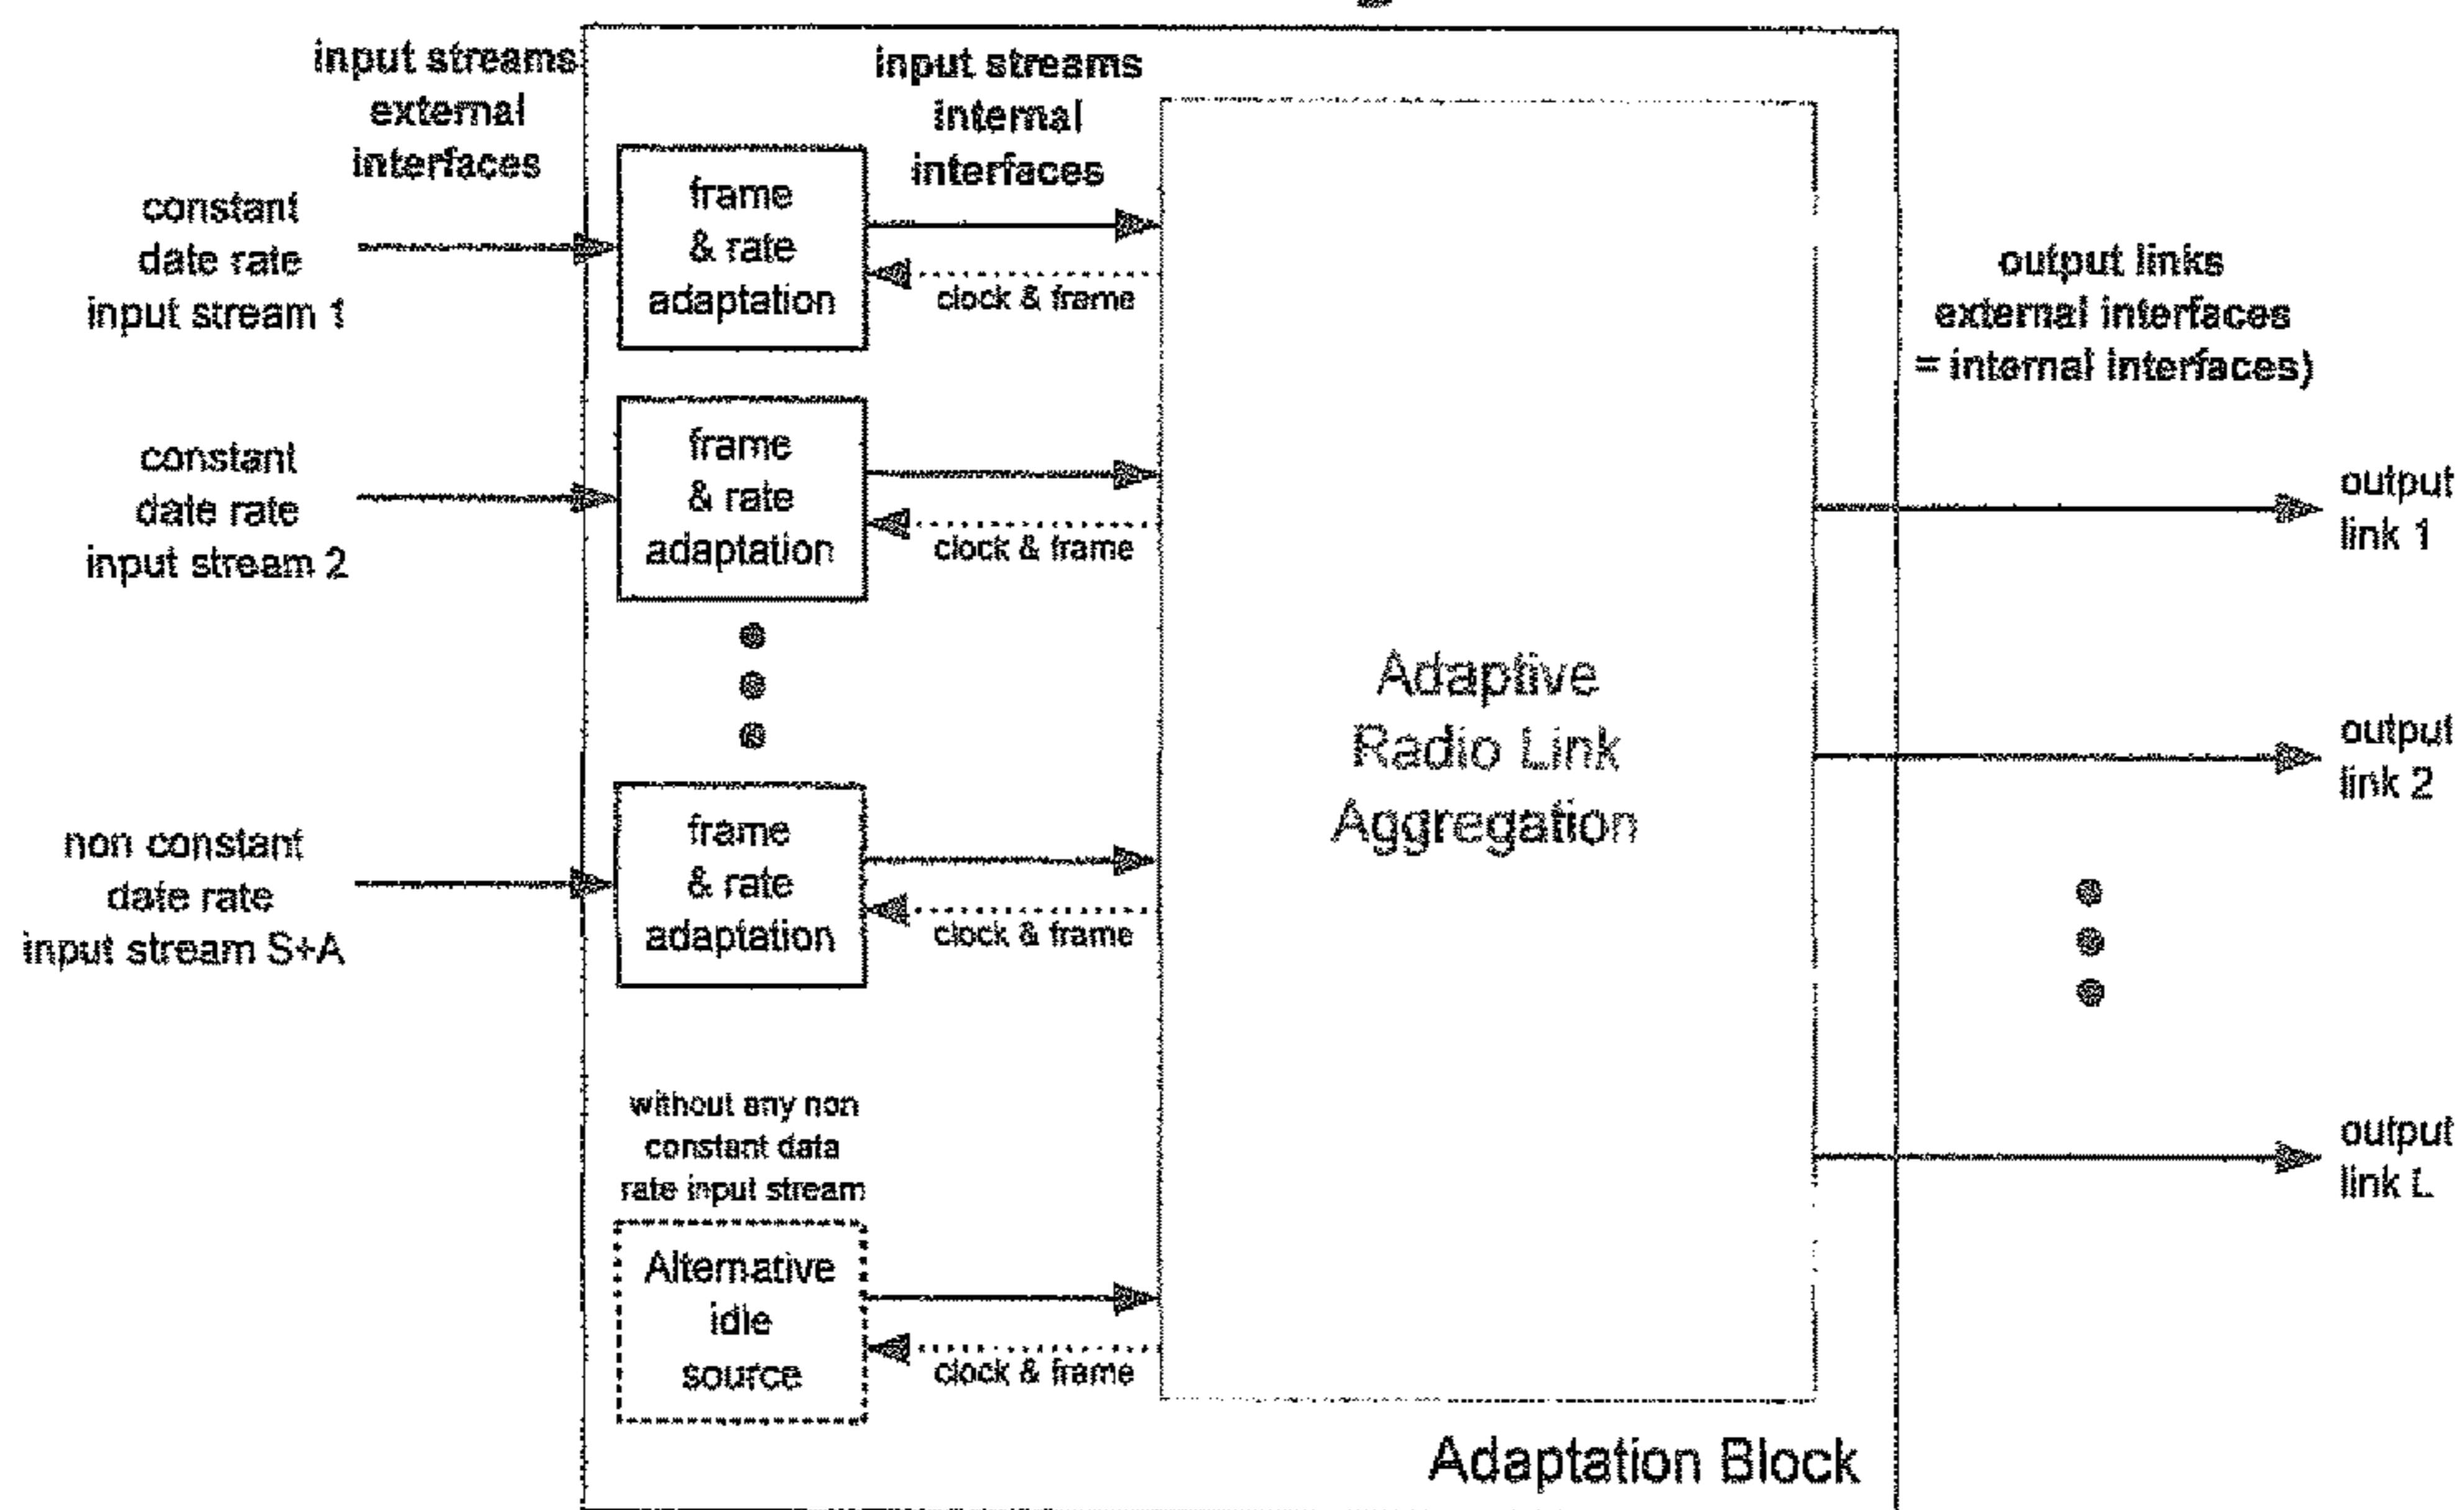 input streams
external
interfaces
input streams
internal
interfaces
constant
date rate
input stream 1
frame
& rate
adaptation
clock & frame
output links
external interfaces
= internal interfaces)
constant
date rate
input stream 2
frame
& rate
adaptation
clock & frame
output
link 1
Adaptive
Radio Link
Aggregation
output
link 2
non constant
date rate
input stream S+A
frame
& rate
adaptation
clock & frame
without any non
constant data
rate input stream
output
link L
Alternative
idle
source
clock & frame
Adaptation Block